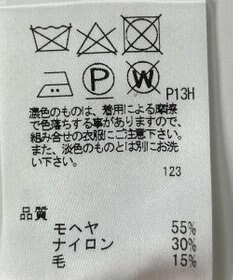 P W P13H
濃色のものは、着用による摩擦
で色落ちする事がありますので、
組み合せの衣服にご注意下さい。
また、淡色のものとは別にお洗
い下さい。
123
品質
モヘヤ 55%
ナイロン 30%
毛 15%